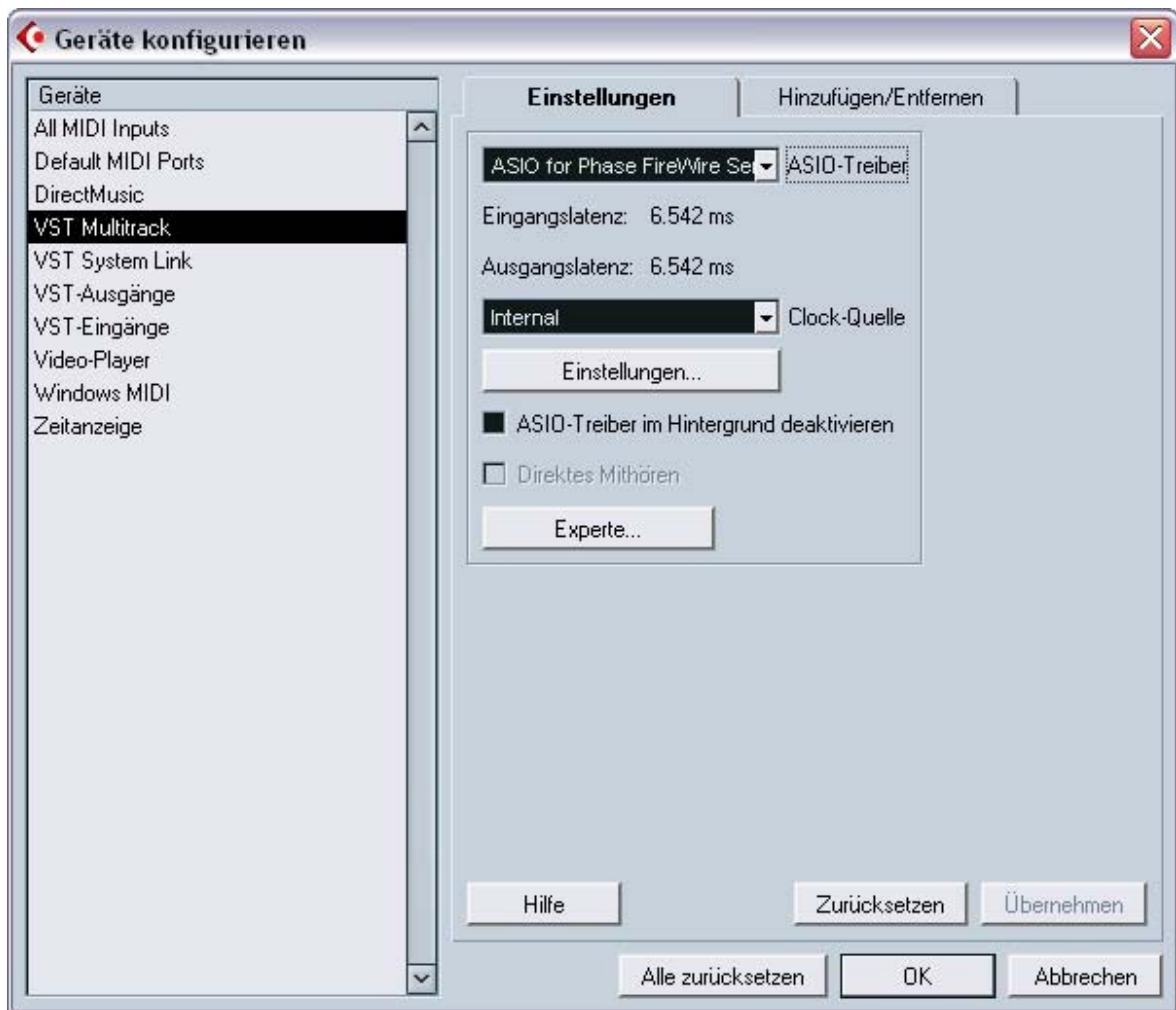 Geräte konfigurieren
Geräte
All MIDI Inputs
Default MIDI Ports
DirectMusic
VST Multitrack
VST System Link
VST-Ausgänge
VST-Eingänge
Video-Player
Windows MIDI
Zeitanzeige
Einstellungen
Hinzufügen/Entfernen
ASIO for Phase FireWire Ser ASIO-Treiber
Eingangslatenz: 6.542 ms
Ausgangslatenz: 6.542 ms
Internal Clock-Quelle
Einstellungen...
ASIO-Treiber im Hintergrund deaktivieren
Direktes Mithören
Experte...
Hilfe
Zurücksetzen
Übernehmen
Alle zurücksetzen
OK
Abbrechen